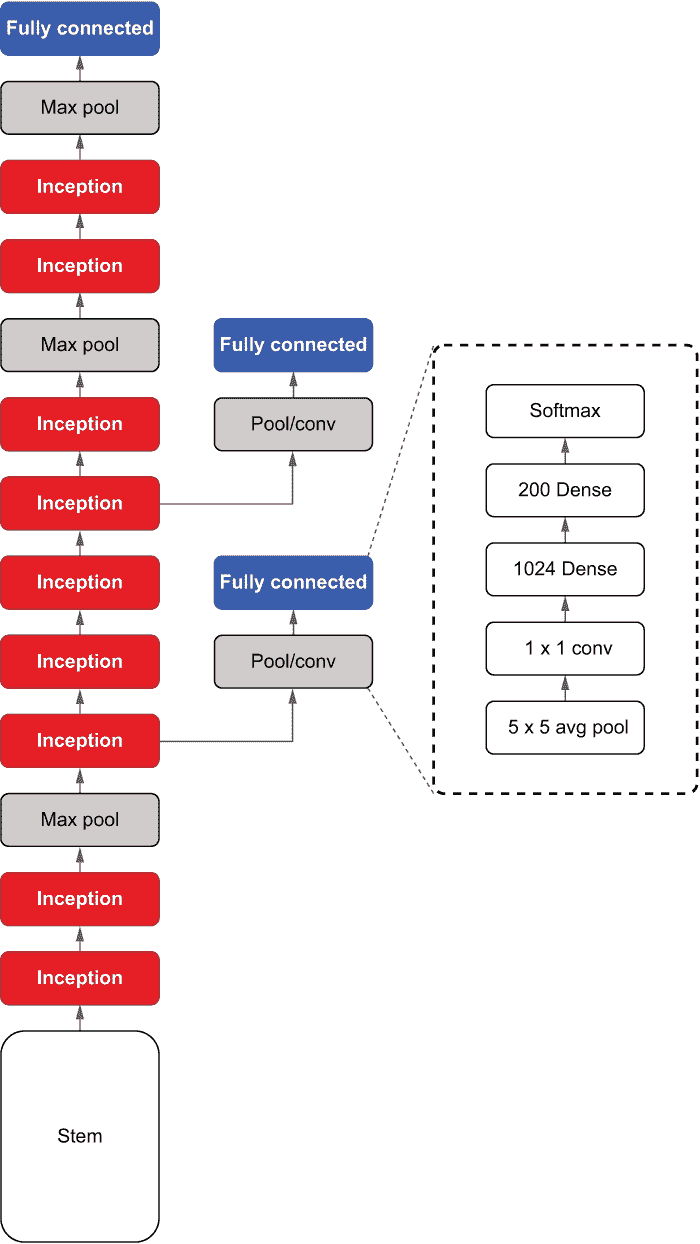 Fully connected
Max pool
Inception
Inception
Max pool
Inception
Inception
Inception
Inception
Inception
Max pool
Inception
Inception
Stem
Fully connected
Pool/conv
Fully connected
Pool/conv
Softmax
200 Dense
1024 Dense
1 x 1 conv
5 x 5 avg pool